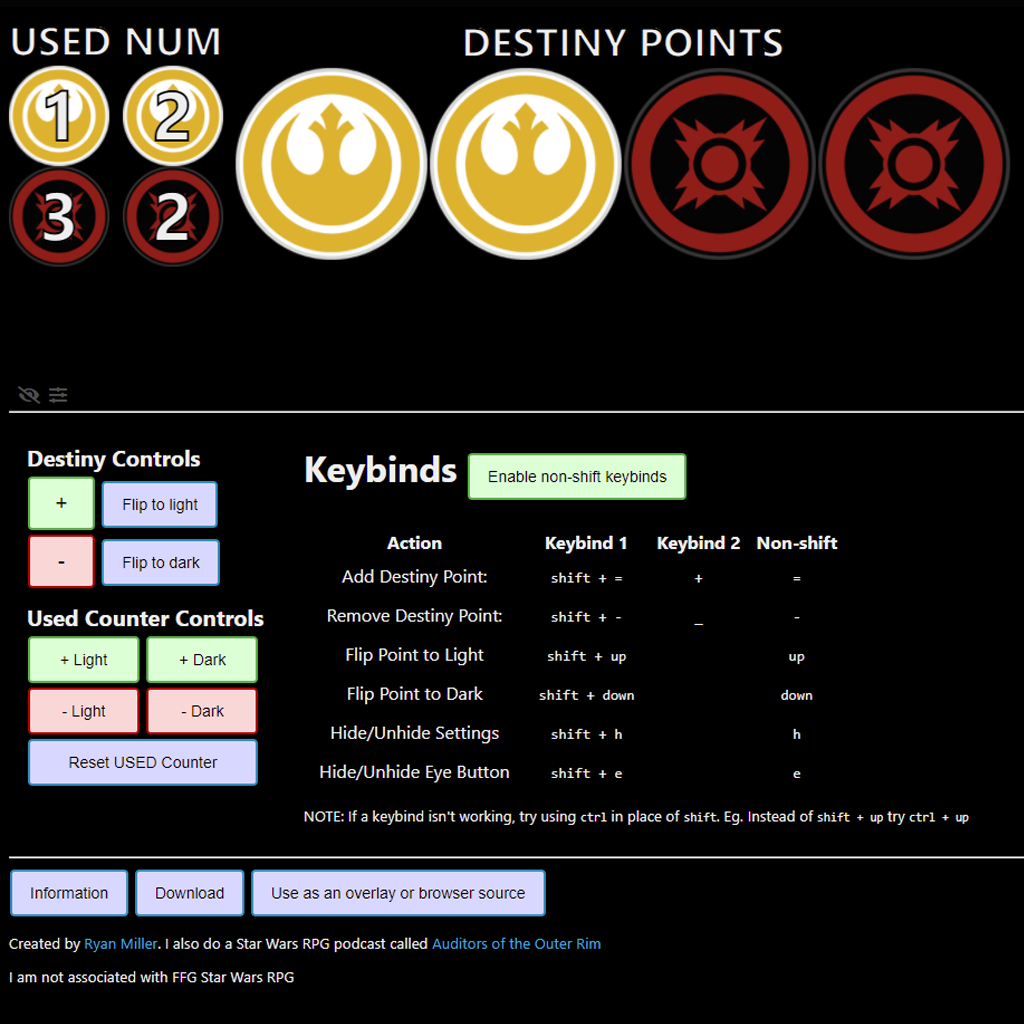 USED NUM
DESTINY POINTS
1 2
3 2
Destiny Controls
+ Flip to light
- Flip to dark
Used Counter Controls
+ Light + Dark
- Light - Dark
Reset USED Counter
Keybinds Enable non-shift keybinds
Action Keybind 1 Keybind 2 Non-shift
Add Destiny Point: shift + = + =
Remove Destiny Point: shift + - _ -
Flip Point to Light shift + up up
Flip Point to Dark shift + down down
Hide/Unhide Settings shift + h h
Hide/Unhide Eye Button shift + e e
NOTE: If a keybind isn't working, try using ctrl in place of shift. Eg. Instead of shift + up try ctrl + up
Information Download Use as an overlay or browser source
Created by Ryan Miller. I also do a Star Wars RPG podcast called Auditors of the Outer Rim
I am not associated with FFG Star Wars RPG